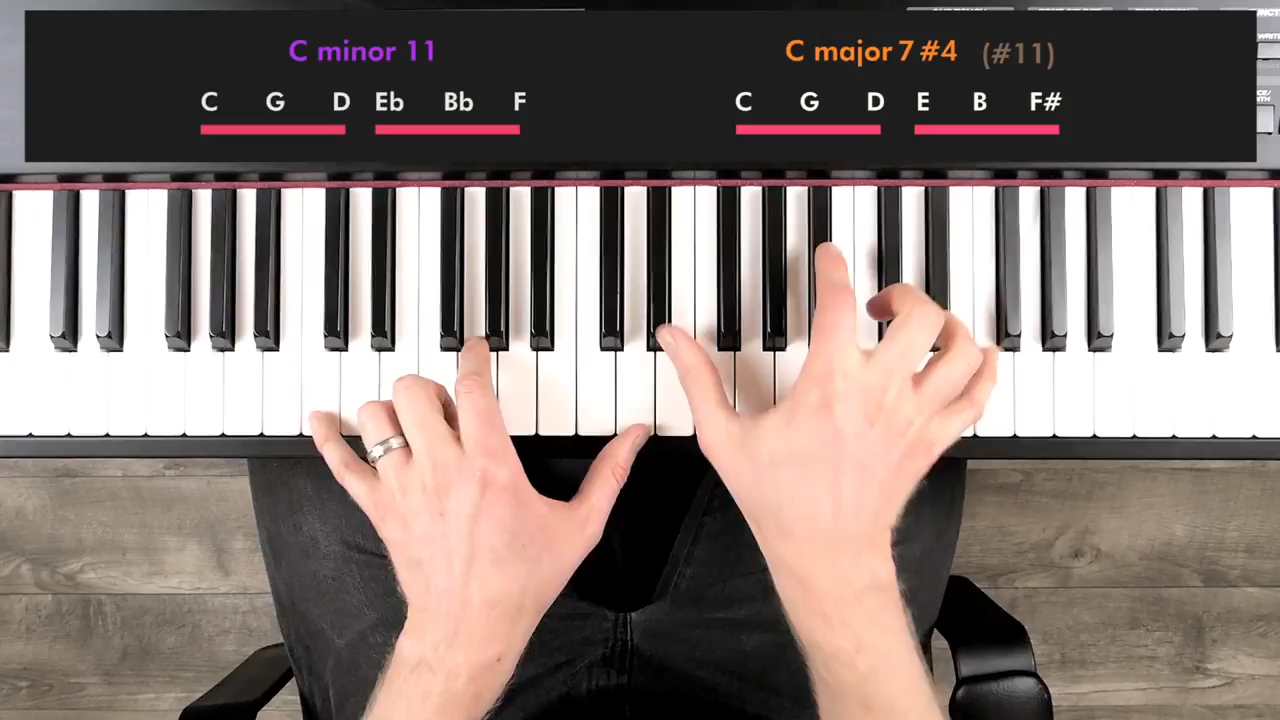 C minor 11
C G D Eb Bb F
C major 7 #4 (#11)
C G D E B F#